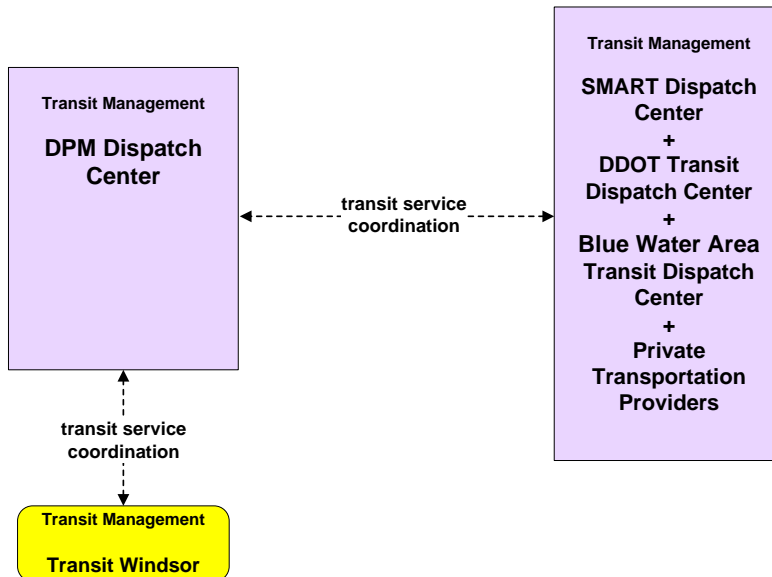 Transit Management
DPM Dispatch
Center
transit service
coordination
Transit Management
SMART Dispatch
Center
+
DDOT Transit
Dispatch Center
+
Blue Water Area
Transit Dispatch
Center
+
Private
Transportation
Providers
transit service
coordination
Transit Management
Transit Windsor